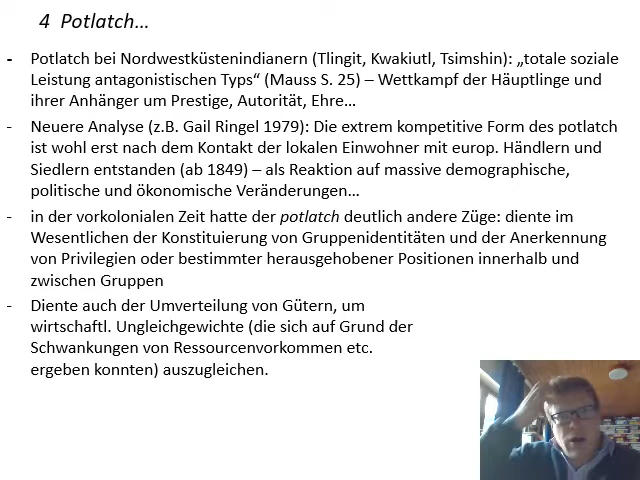 4 Potlatch…
- Potlatch bei Nordwestküstenindianern (Tlingit, Kwakiutl, Tsimshin): „totale soziale
Leistung antagonistischen Typs“ (Mauss S. 25) – Wettkampf der Häuptlinge und
ihrer Anhänger um Prestige, Autorität, Ehre…
- Neuere Analyse (z.B. Gail Ringel 1979): Die extrem kompetitive Form des potlatch
ist wohl erst nach dem Kontakt der lokalen Einwohner mit europ. Händlern und
Siedlern entstanden (ab 1849) – als Reaktion auf massive demographische,
politische und ökonomische Veränderungen…
- in der vorkolonialen Zeit hatte der potlatch deutlich andere Züge: diente im
Wesentlichen der Konstituierung von Gruppenidentitäten und der Anerkennung
von Privilegien oder bestimmter herausgehobener Positionen innerhalb und
zwischen Gruppen
- Diente auch der Umverteilung von Gütern, um
wirtschaftl. Ungleichgewichte (die sich auf Grund der
Schwankungen von Ressourcenvorkommen etc.
ergeben konnten) auszugleichen.